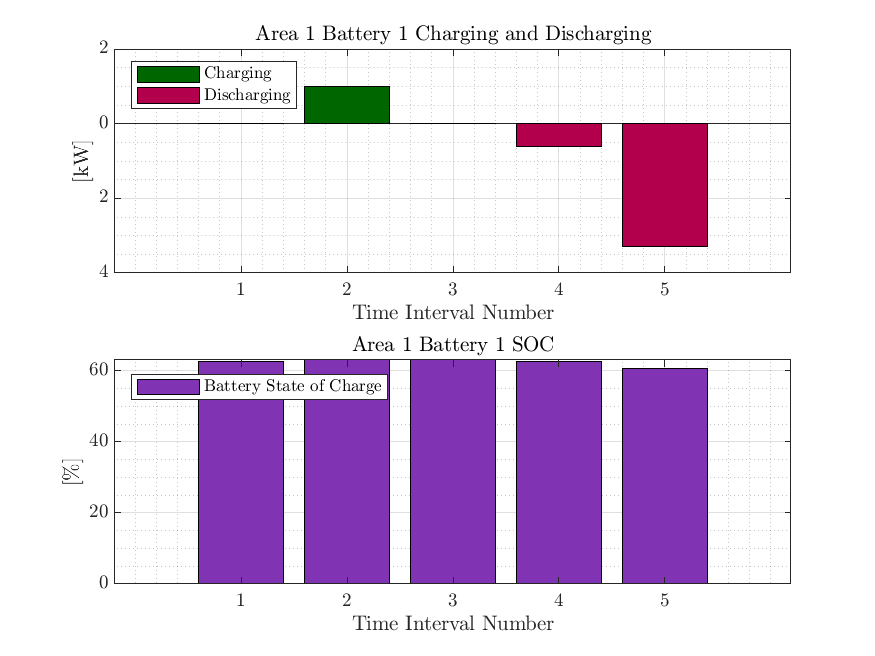 Area 1 Battery 1 Charging and Discharging
2
Charging
Discharging
0
[kW]
2
4
1 2 3 4 5
Time Interval Number
Area 1 Battery 1 SOC
60
Battery State of Charge
40
[%]
20
0
1 2 3 4 5
Time Interval Number